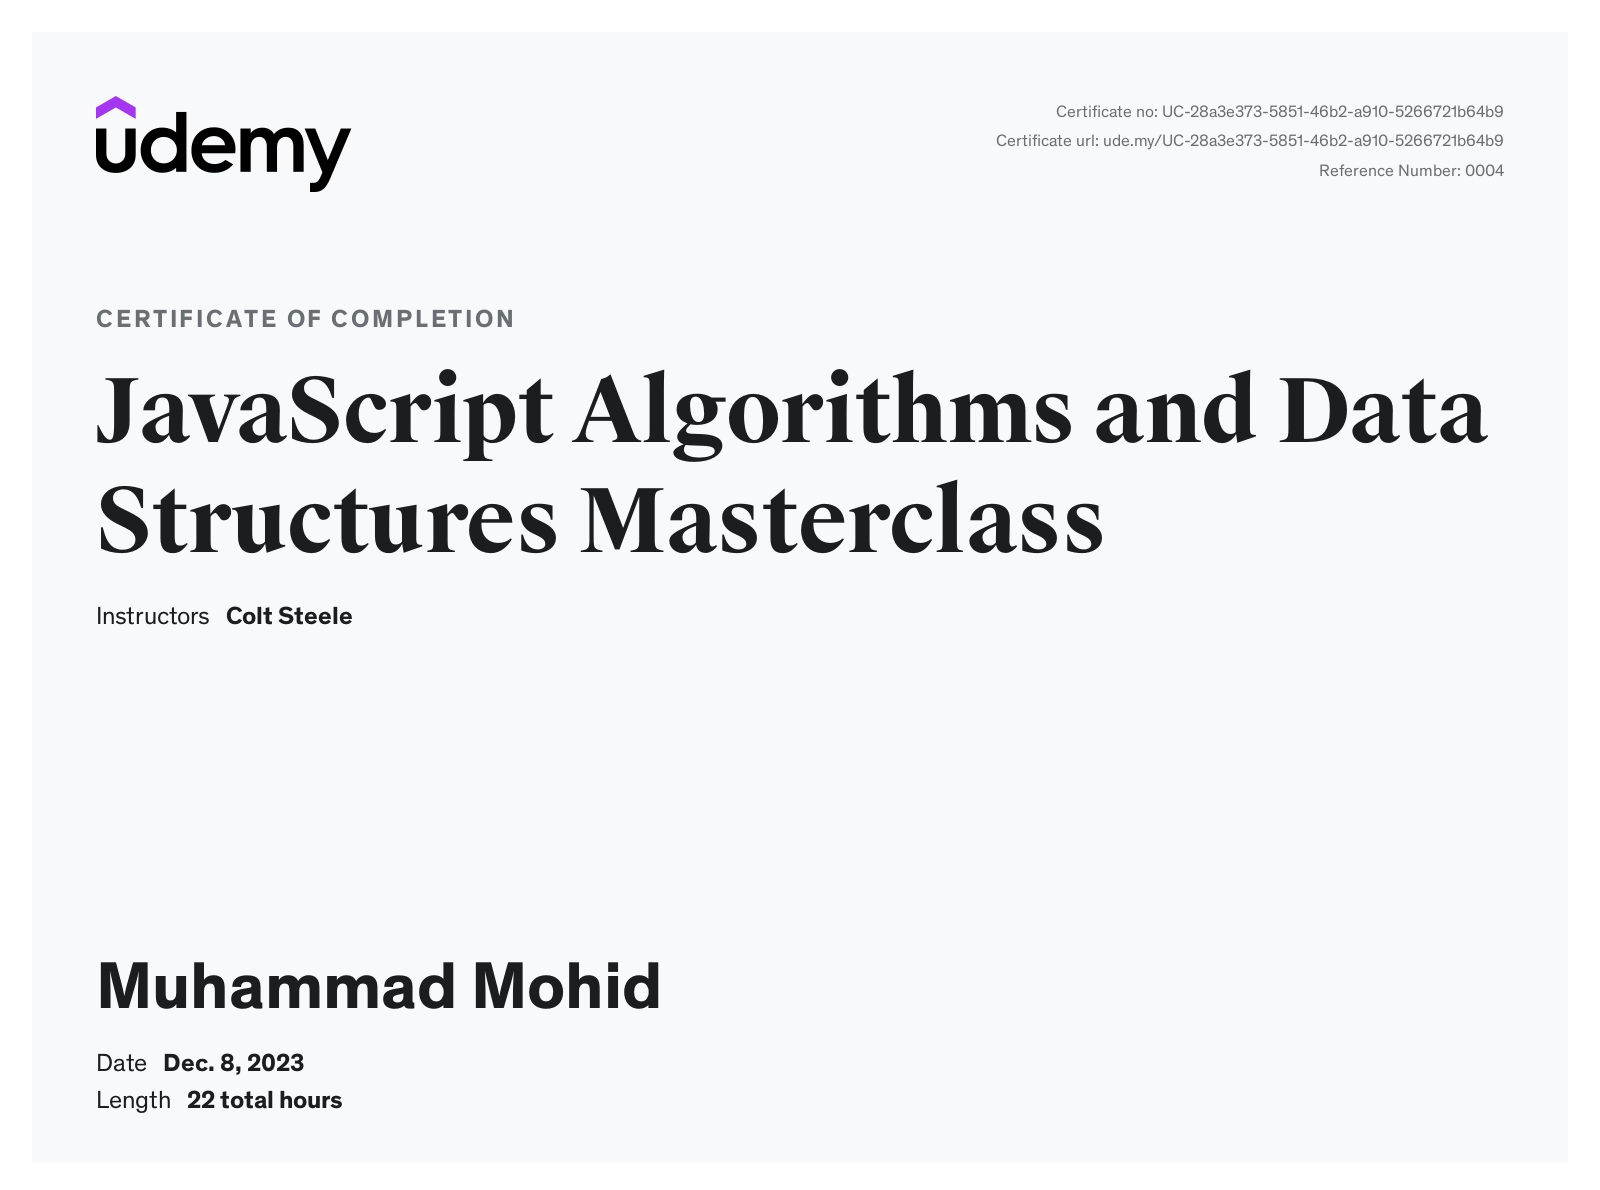 udemy
Certificate no: UC-28a3e373-5851-46b2-a910-5266721b64b9
Certificate url: ude.my/UC-28a3e373-5851-46b2-a910-5266721b64b9
Reference Number: 0004
CERTIFICATE OF COMPLETION
JavaScript Algorithms and Data
Structures Masterclass
Instructors Colt Steele
Muhammad Mohid
Date Dec. 8, 2023
Length 22 total hours